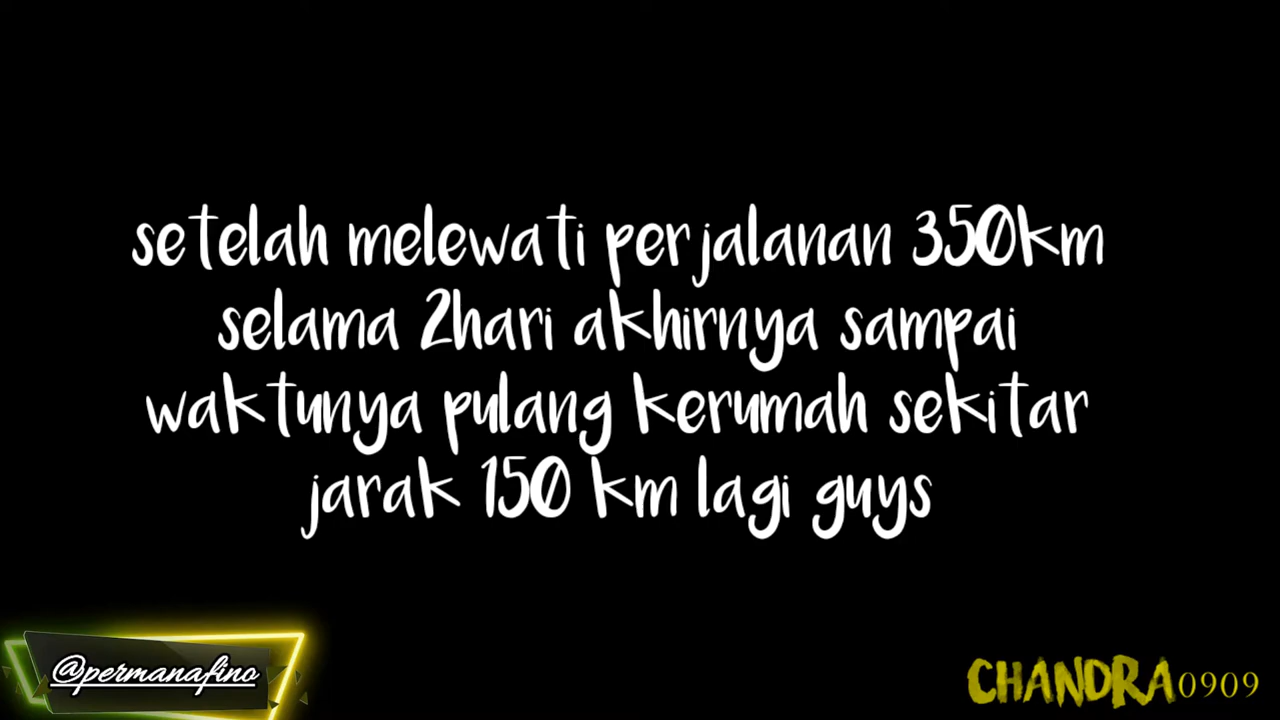 setelah melewati perjalanan 350km
selama 2hari akhirnya sampai
waktunya pulang kerumah sekitar
jarak 150 km lagi guys
@permanafino
CHANDRA0909